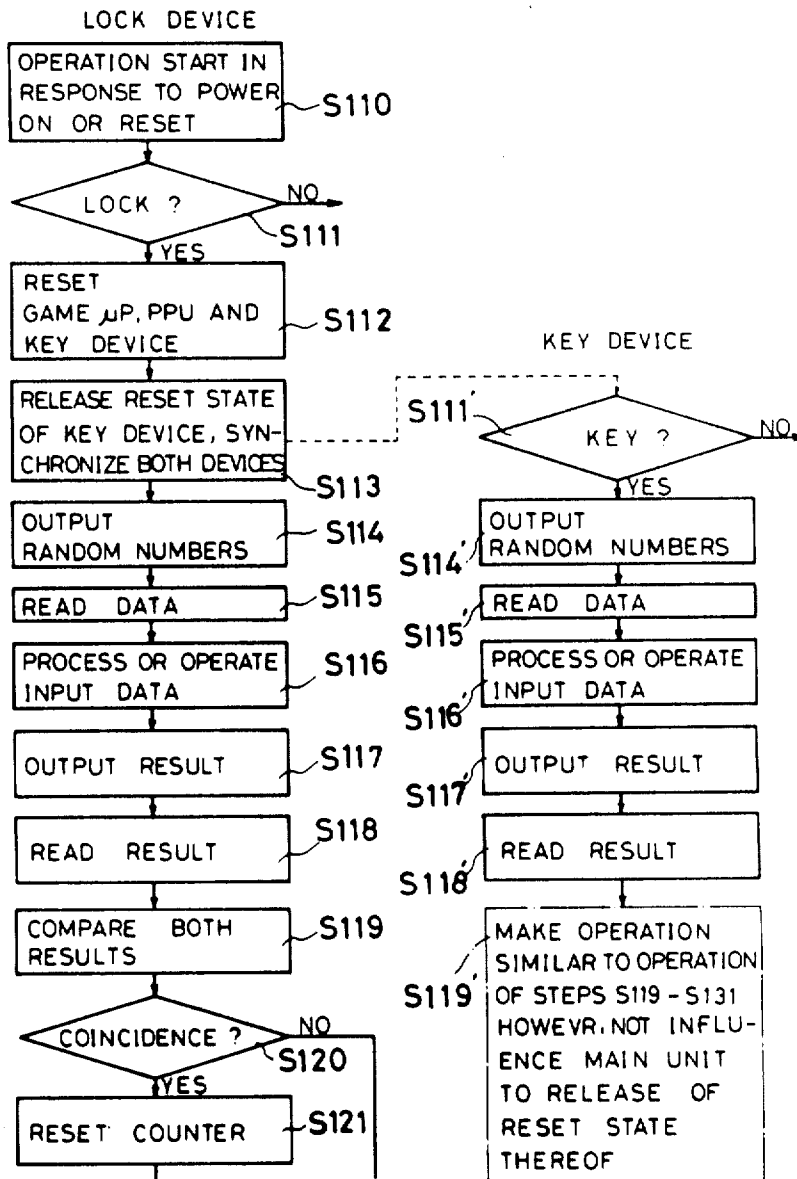 LOCK DEVICE
OPERATION START IN
RESPONSE TO POWER
ON OR RESET
S110
LOCK ?
NO
S111
YES
RESET
GAME μP, PPU AND
KEY DEVICE
S112
RELEASE RESET STATE
OF KEY DEVICE, SYN-
CHRONIZE BOTH DEVICES
S113
OUTPUT
RANDOM NUMBERS
S114
READ DATA
S115
PROCESS OR OPERATE
INPUT DATA
S116
OUTPUT RESULT
S117
READ RESULT
S118
COMPARE BOTH
RESULTS
S119
COINCIDENCE ?
NO
S120
YES
RESET COUNTER
S121
KEY DEVICE
S111'
KEY ?
NO
YES
OUTPUT
RANDOM NUMBERS
S114'
READ DATA
S115'
PROCESS OR OPERATE
INPUT DATA
S116'
OUTPUT RESULT
S117'
READ RESULT
S118'
MAKE OPERATION
SIMILAR TO OPERATION
OF STEPS S119-S131
HOWEVR, NOT INFLU-
ENCE MAIN UNIT
TO RELEASE OF
RESET STATE
THEREOF
S119'